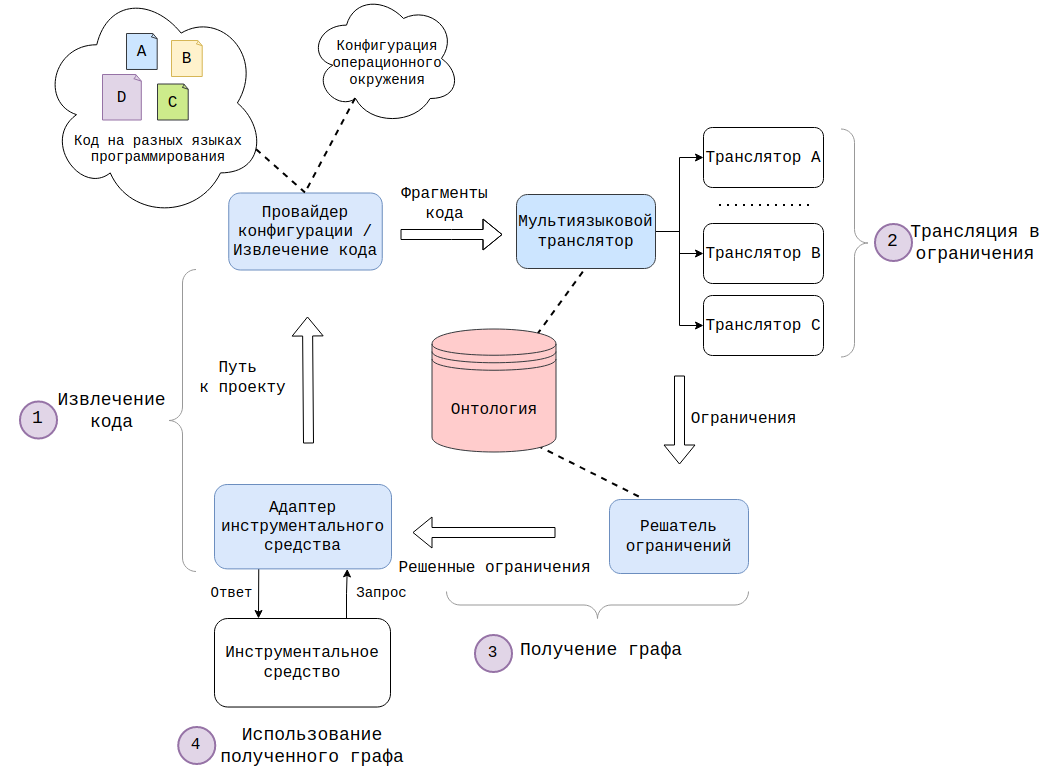 A
B
D
C
Код на разных языках
программирования
Конфигурация
операционного
окружения
Провайдер
конфигурации /
Извлечение кода
Фрагменты
кода
Мультиязыковой
транслятор
Транслятор A
Транслятор B
Транслятор C
2
Трансляция в
ограничения
Путь
к проекту
1
Извлечение
кода
Онтология
Ограничения
Адаптер
инструментального
средства
Решенные ограничения
Решатель
ограничений
Ответ
Запрос
Инструментальное
средство
3
Получение графа
4
Использование
полученного графа